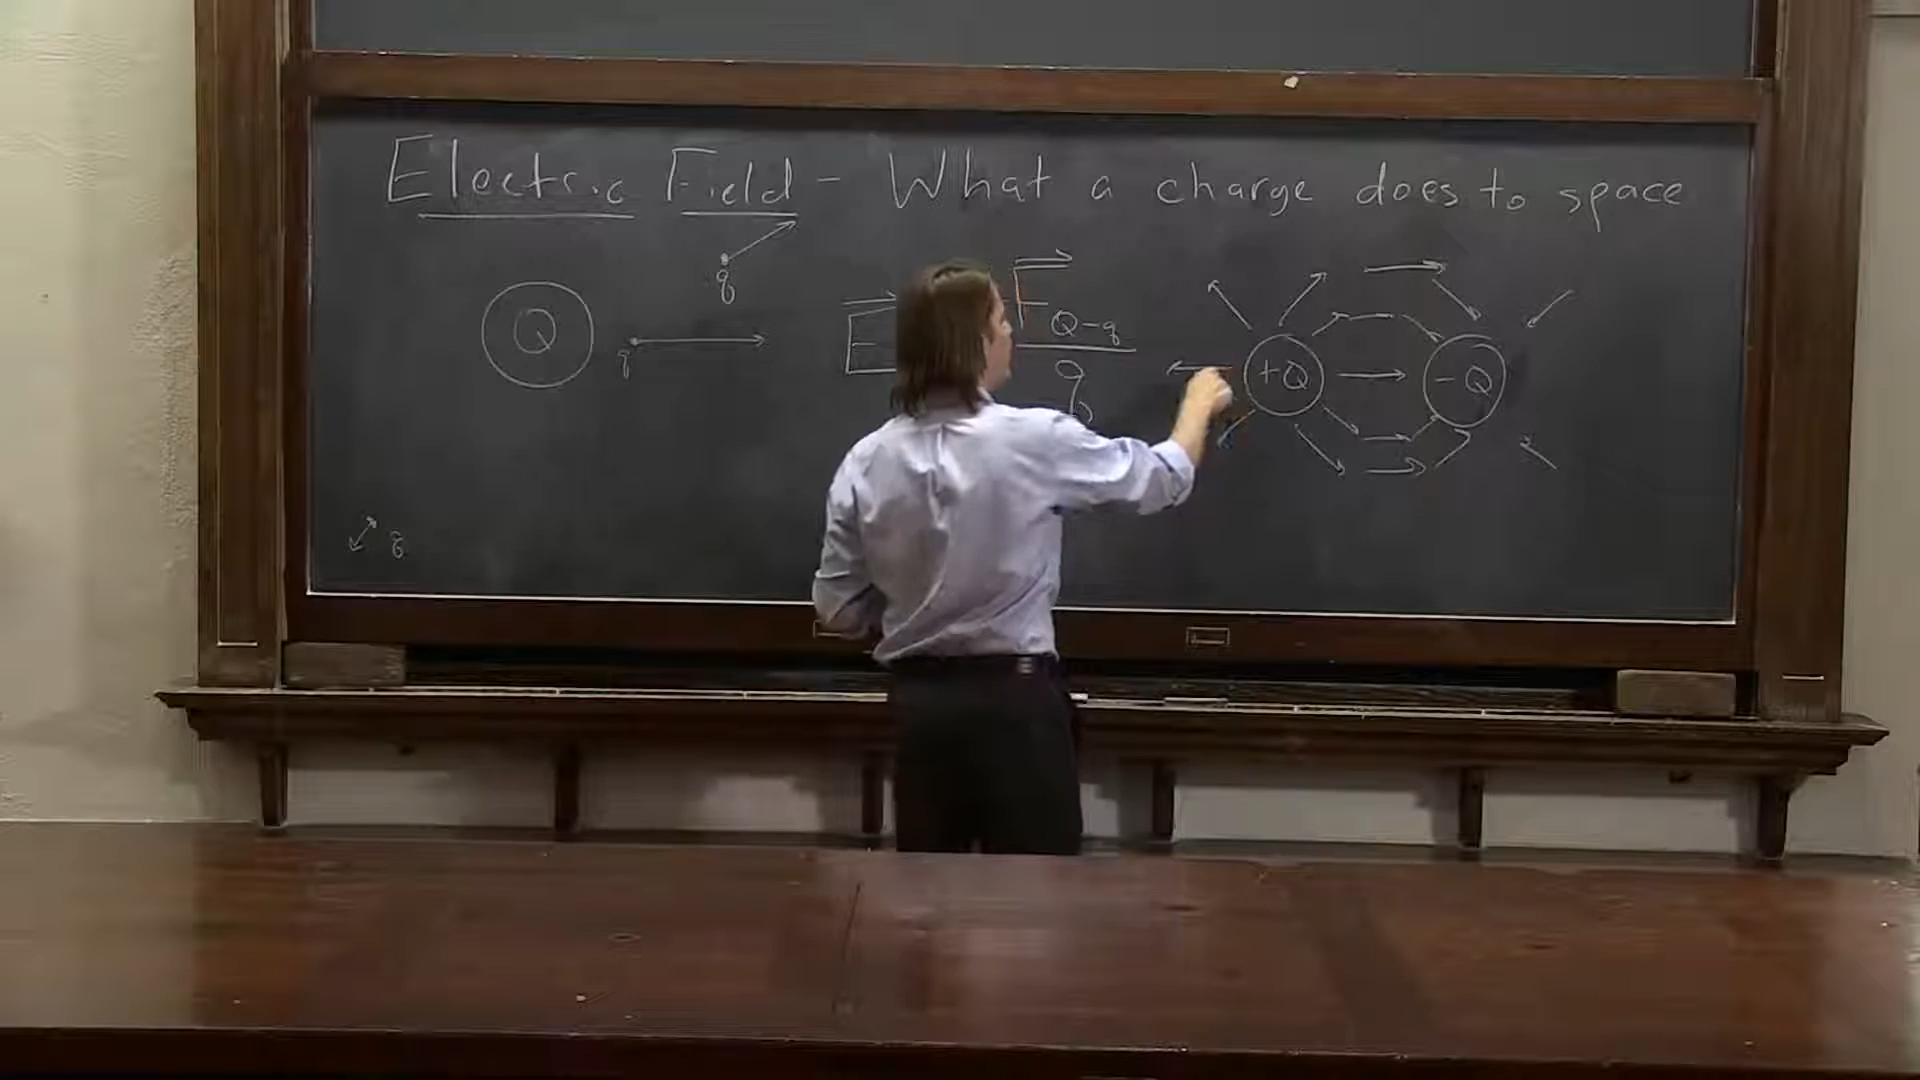 Electric Field - What a charge does to space
q
Q
q
E
F Q-q
q
+Q
-Q